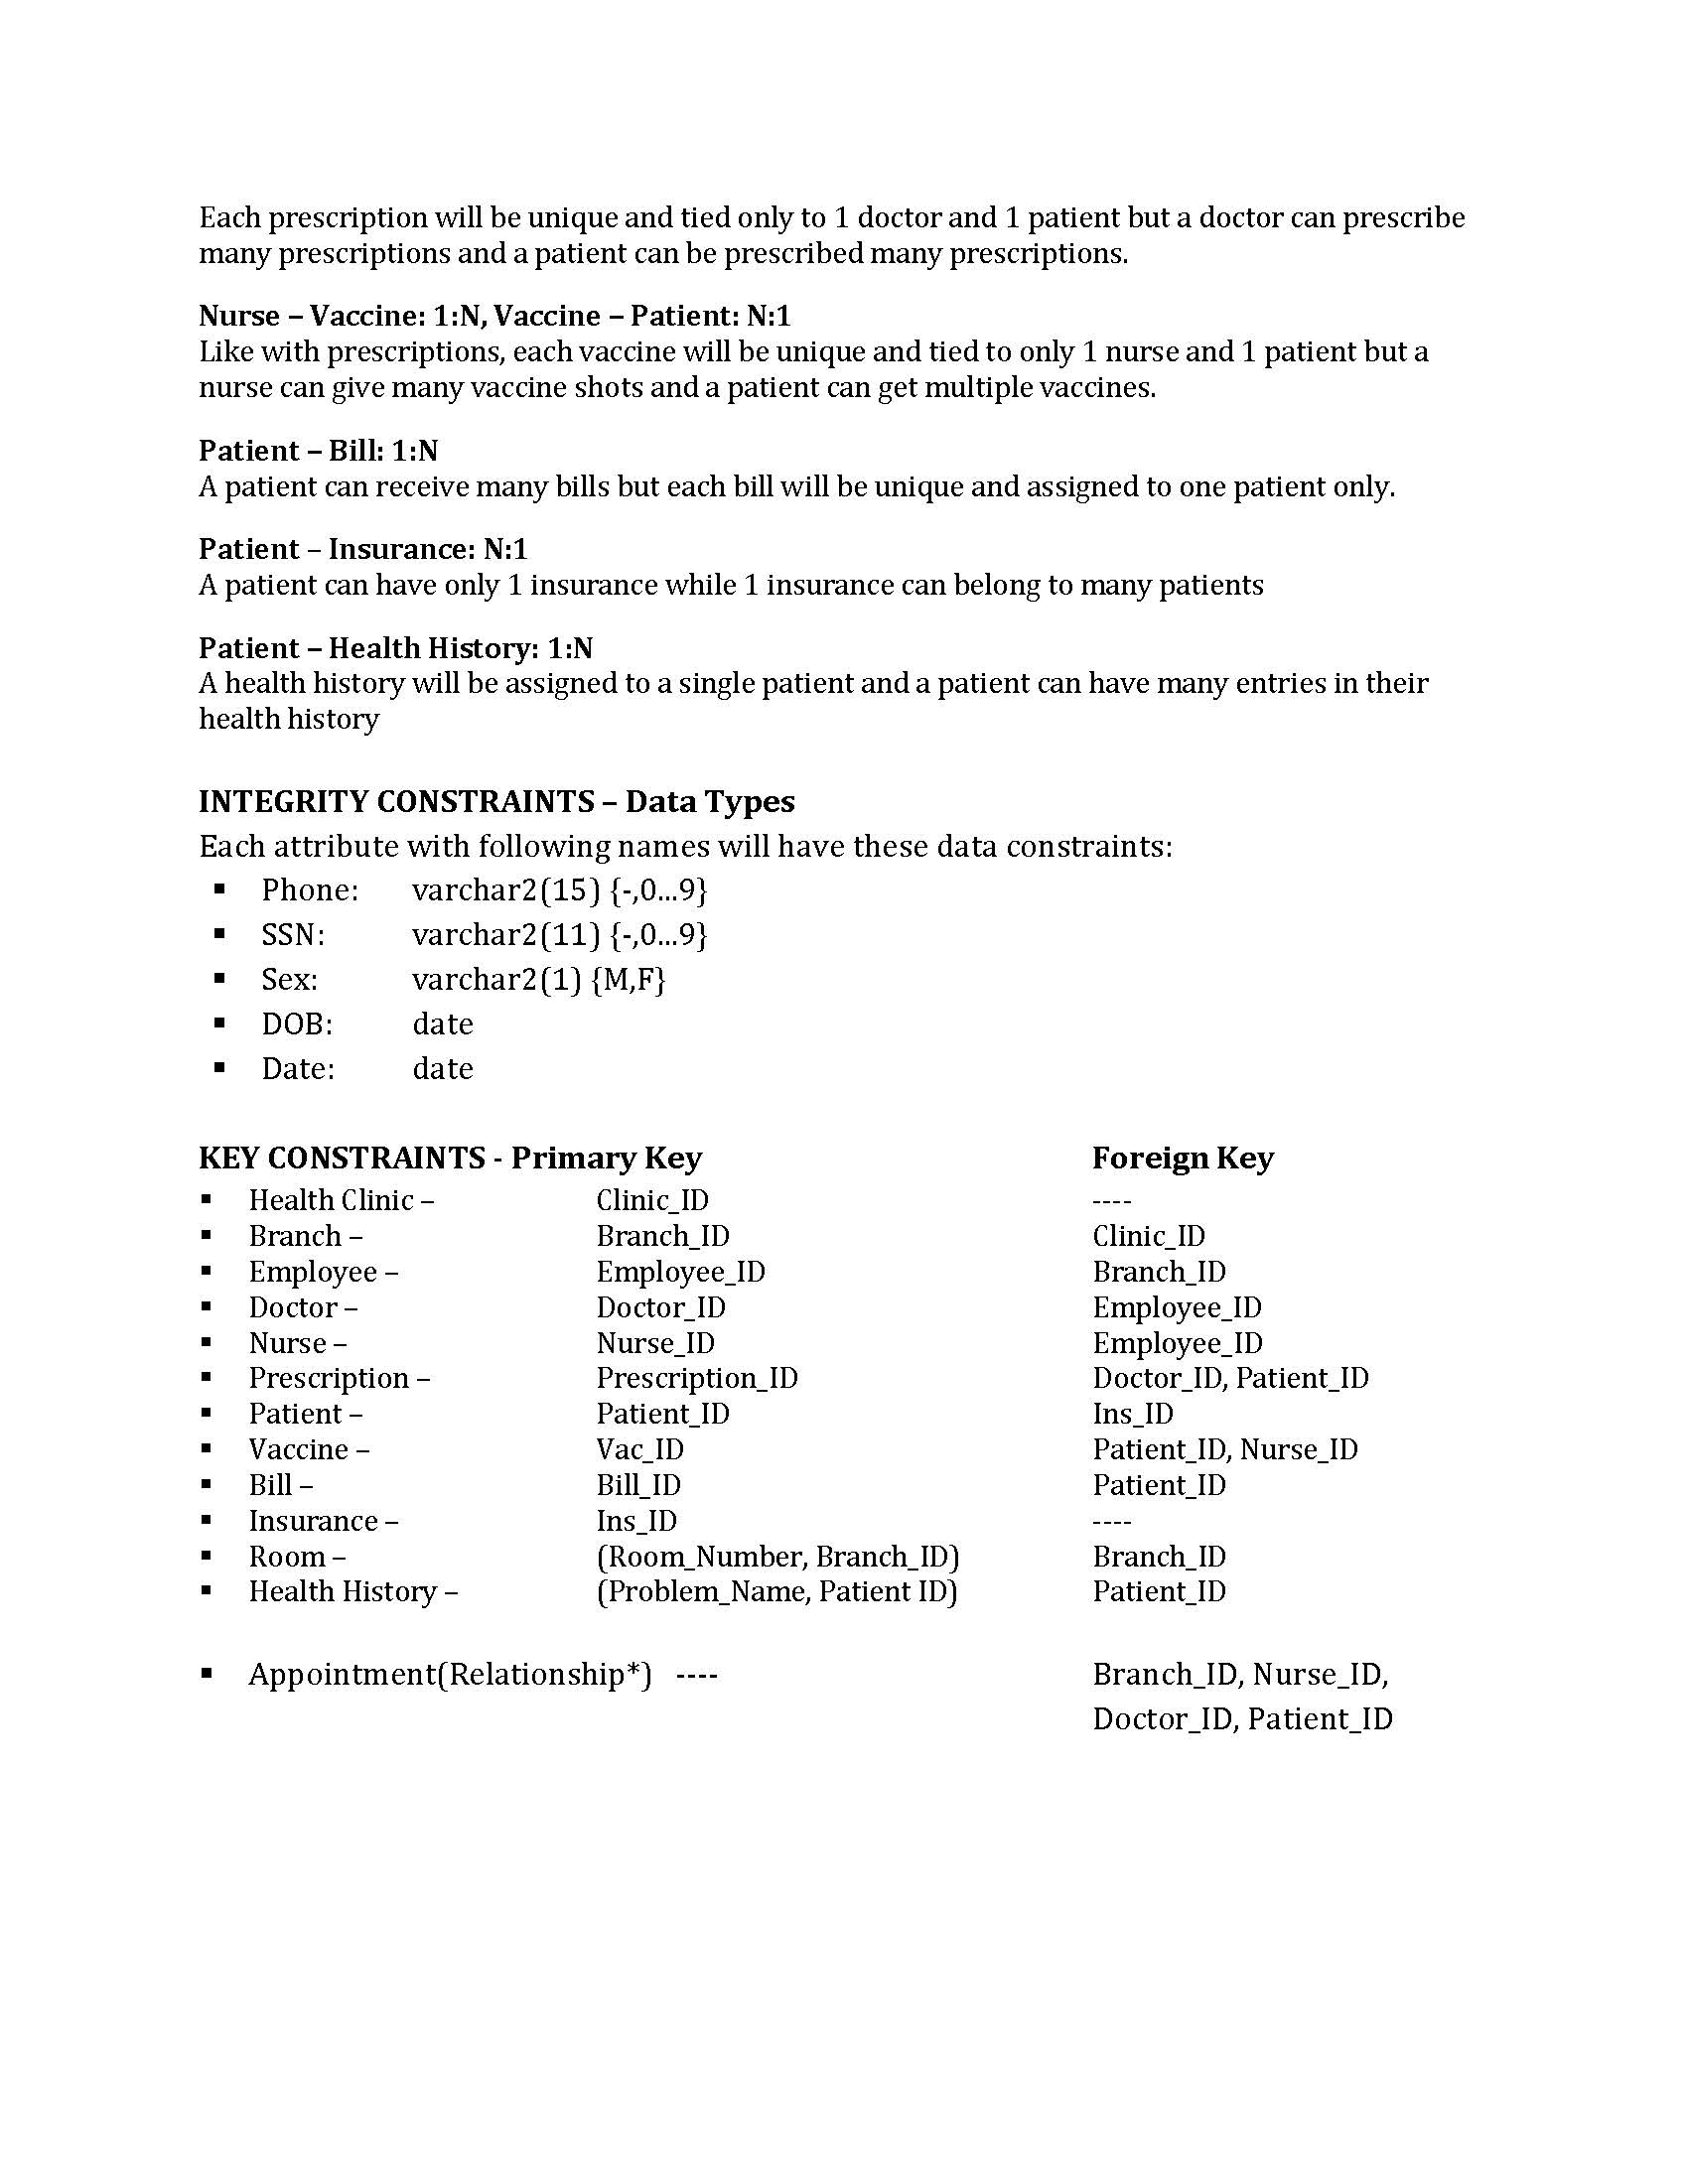 Each prescription will be unique and tied only to 1 doctor and 1 patient but a doctor can prescribe
many prescriptions and a patient can be prescribed many prescriptions.
Nurse – Vaccine: 1:N, Vaccine – Patient: N:1
Like with prescriptions, each vaccine will be unique and tied to only 1 nurse and 1 patient but a
nurse can give many vaccine shots and a patient can get multiple vaccines.
Patient – Bill: 1:N
A patient can receive many bills but each bill will be unique and assigned to one patient only.
Patient – Insurance: N:1
A patient can have only 1 insurance while 1 insurance can belong to many patients
Patient – Health History: 1:N
A health history will be assigned to a single patient and a patient can have many entries in their
health history
INTEGRITY CONSTRAINTS – Data Types
Each attribute with following names will have these data constraints:
▪ Phone: varchar2(15) {-,0...9}
▪ SSN: varchar2(11) {-,0...9}
▪ Sex: varchar2(1) {M,F}
▪ DOB: date
▪ Date: date
KEY CONSTRAINTS - Primary Key Foreign Key
▪ Health Clinic – Clinic_ID ----
▪ Branch – Branch_ID Clinic_ID
▪ Employee – Employee_ID Branch_ID
▪ Doctor – Doctor_ID Employee_ID
▪ Nurse – Nurse_ID Employee_ID
▪ Prescription – Prescription_ID Doctor_ID, Patient_ID
▪ Patient – Patient_ID Ins_ID
▪ Vaccine – Vac_ID Patient_ID, Nurse_ID
▪ Bill – Bill_ID Patient_ID
▪ Insurance – Ins_ID ----
▪ Room – (Room_Number, Branch_ID) Branch_ID
▪ Health History – (Problem_Name, Patient ID) Patient_ID
▪ Appointment(Relationship*) ---- Branch_ID, Nurse_ID,
Doctor_ID, Patient_ID